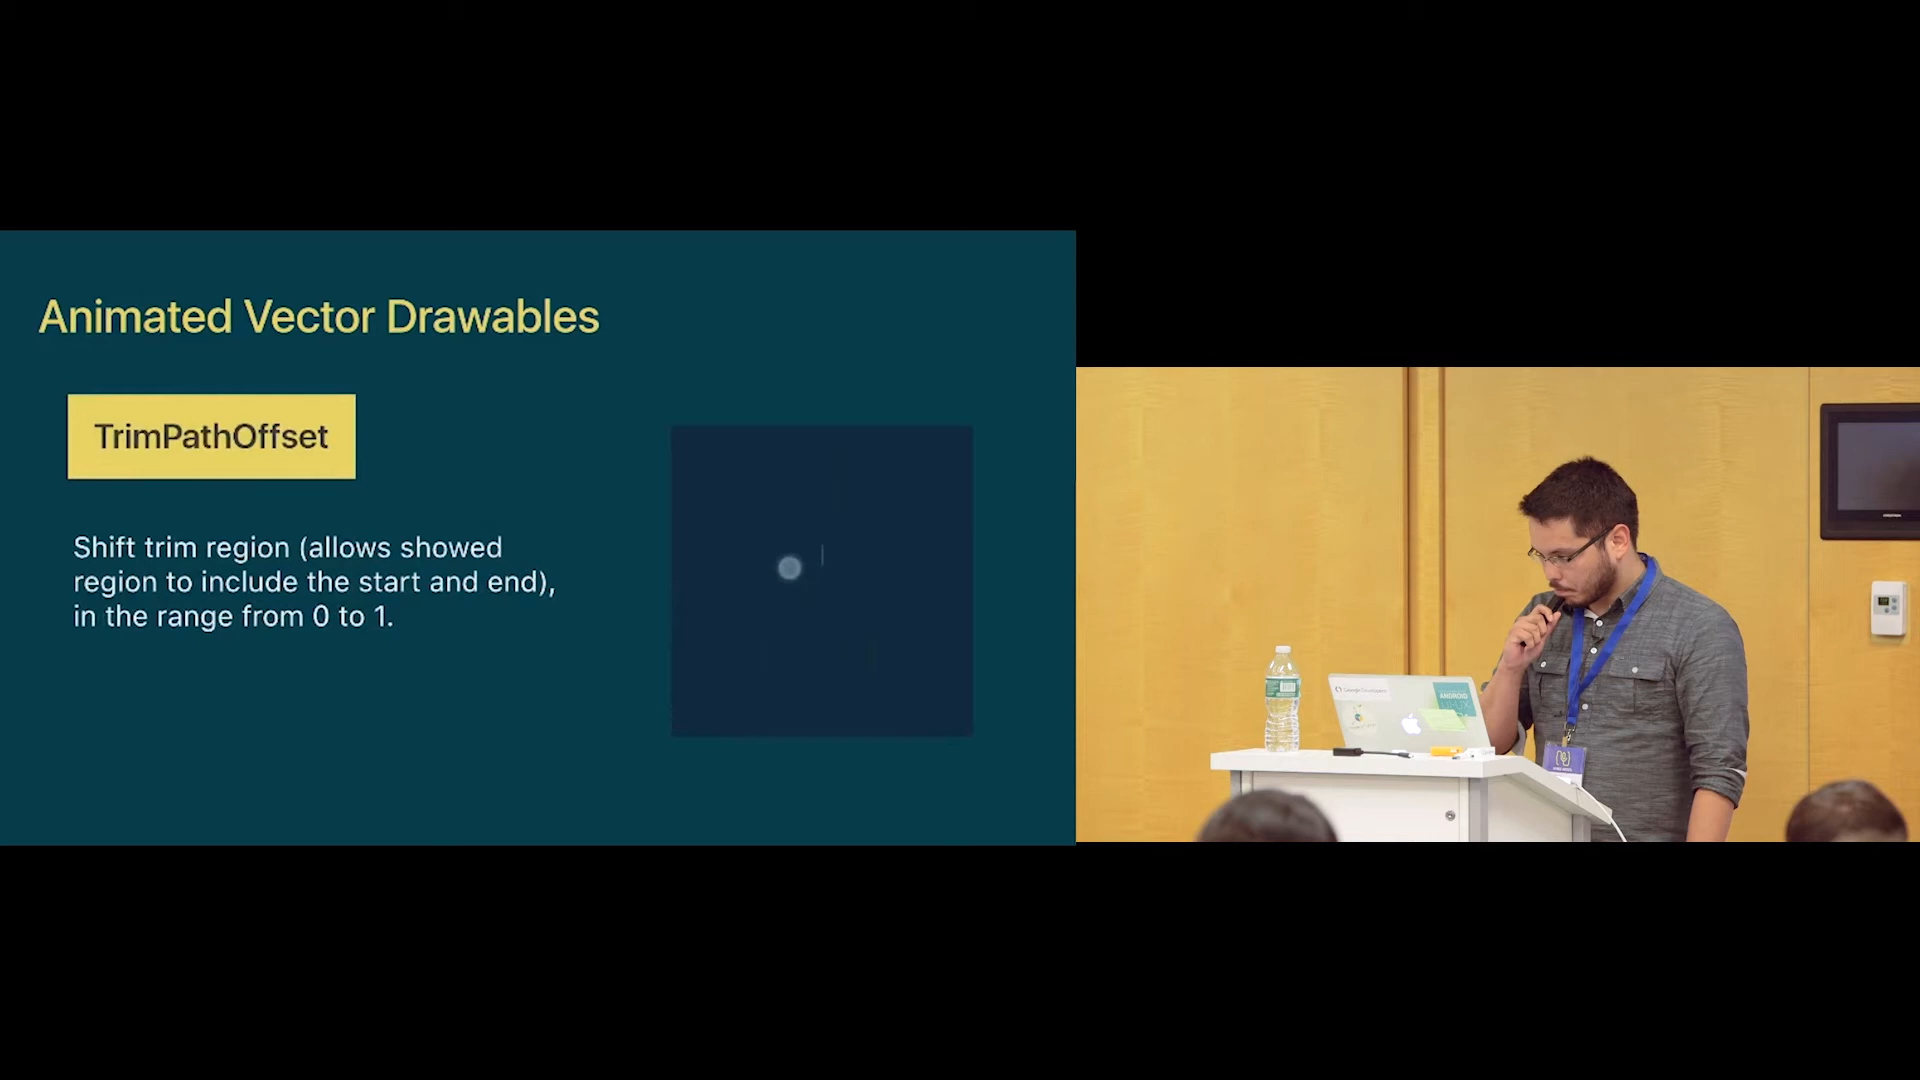 Animated Vector Drawables
TrimPathOffset
Shift trim region (allows showed
region to include the start and end),
in the range from 0 to 1.
ANDROID